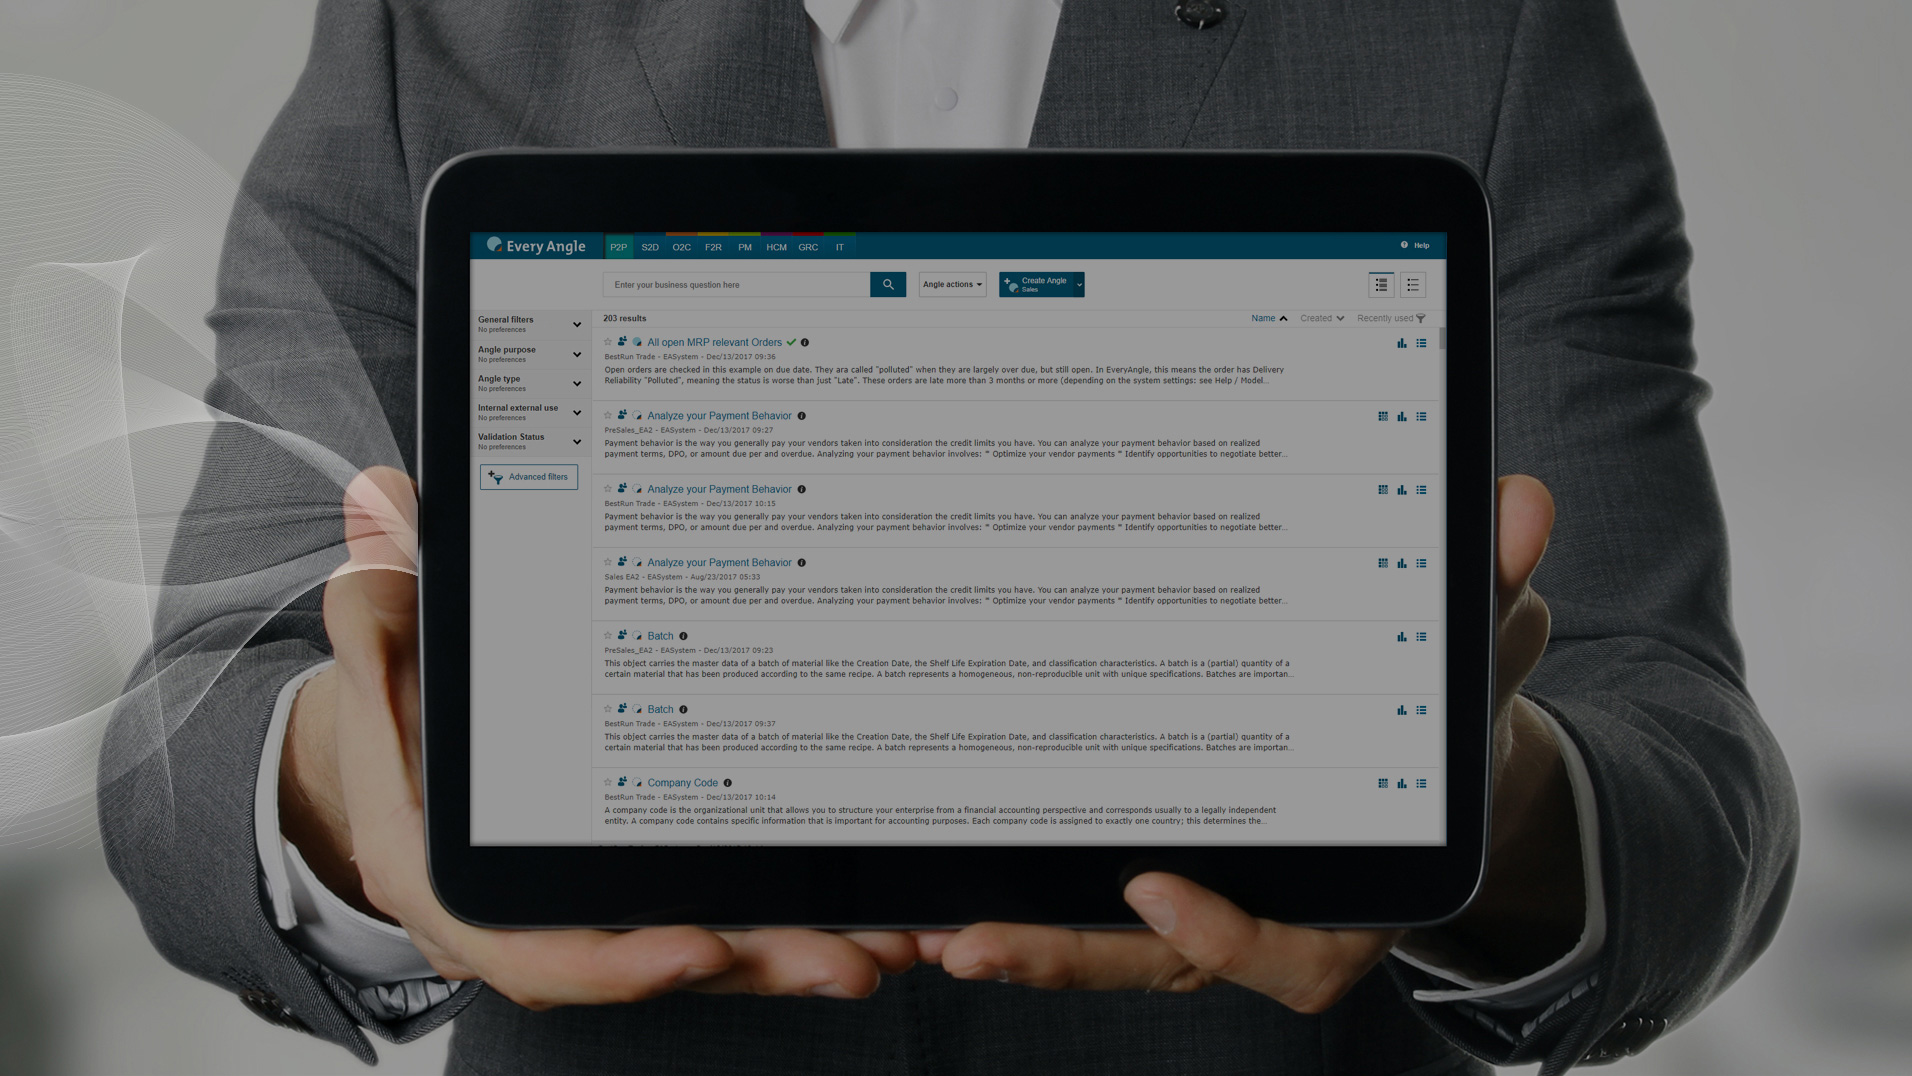 Every Angle P2P S2D O2C F2R PM HCM GRC IT Help
Enter your business question here Angle actions Create Angle
Sales
General filters
No preferences
Angle purpose
No preferences
Angle type
No preferences
Internal external use
No preferences
Validation Status
No preferences
Advanced filters
203 results Name Created Recently used
All open MRP relevant Orders
BestRun Trade - EASystem - Dec/13/2017 09:36
Open orders are checked in this example on due date. They ara called "polluted" when they are largely over due, but still open. In EveryAngle, this means the order has Delivery
Reliability "Polluted", meaning the status is worse than just "Late". These orders are late more than 3 months or more (depending on the system settings: see Help / Model...
Analyze your Payment Behavior
PreSales_EA2 - EASystem - Dec/13/2017 09:27
Payment behavior is the way you generally pay your vendors taken into consideration the credit limits you have. You can analyze your payment behavior based on realized
payment terms, DPO, or amount due per and overdue. Analyzing your payment behavior involves: * Optimize your vendor payments * Identify opportunities to negotiate better...
Analyze your Payment Behavior
BestRun Trade - EASystem - Dec/13/2017 10:15
Payment behavior is the way you generally pay your vendors taken into consideration the credit limits you have. You can analyze your payment behavior based on realized
payment terms, DPO, or amount due per and overdue. Analyzing your payment behavior involves: * Optimize your vendor payments * Identify opportunities to negotiate better...
Analyze your Payment Behavior
Sales EA2 - EASystem - Aug/23/2017 05:33
Payment behavior is the way you generally pay your vendors taken into consideration the credit limits you have. You can analyze your payment behavior based on realized
payment terms, DPO, or amount due per and overdue. Analyzing your payment behavior involves: * Optimize your vendor payments * Identify opportunities to negotiate better...
Batch
PreSales_EA2 - EASystem - Dec/13/2017 09:23
This object carries the master data of a batch of material like the Creation Date, the Shelf Life Expiration Date, and classification characteristics. A batch is a (partial) quantity of a
certain material that has been produced according to the same recipe. A batch represents a homogeneous, non-reproducible unit with unique specifications. Batches are importan...
Batch
BestRun Trade - EASystem - Dec/13/2017 09:37
This object carries the master data of a batch of material like the Creation Date, the Shelf Life Expiration Date, and classification characteristics. A batch is a (partial) quantity of a
certain material that has been produced according to the same recipe. A batch represents a homogeneous, non-reproducible unit with unique specifications. Batches are importan...
Company Code
BestRun Trade - EASystem - Dec/13/2017 10:14
A company code is the organizational unit that allows you to structure your enterprise from a financial accounting perspective and corresponds usually to a legally independent
entity. A company code contains specific information that is important for accounting purposes. Each company code is assigned to exactly one country; this determines the...